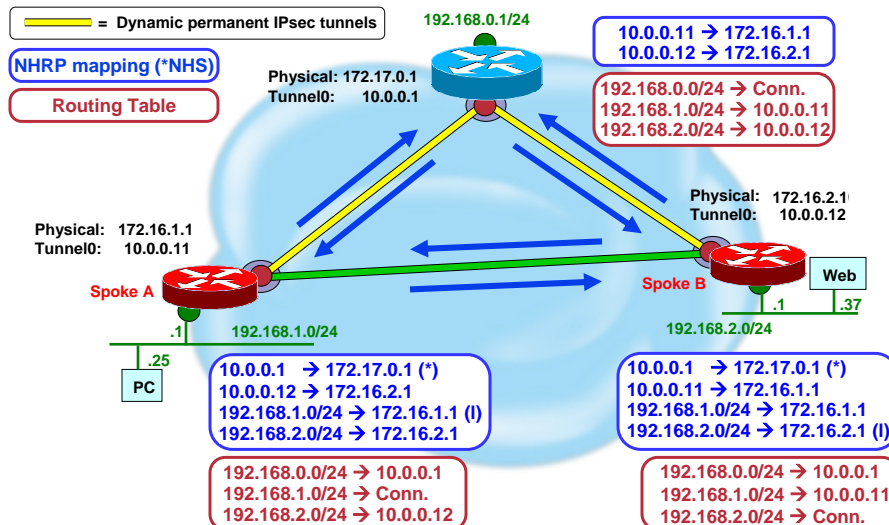 = Dynamic permanent IPsec tunnels
NHRP mapping (*NHS)
Routing Table
192.168.0.1/24
Physical: 172.17.0.1
Tunnel0: 10.0.0.1
10.0.0.11 → 172.16.1.1
10.0.0.12 → 172.16.2.1
192.168.0.0/24 → Conn.
192.168.1.0/24 → 10.0.0.11
192.168.2.0/24 → 10.0.0.12
Physical: 172.16.1.1
Tunnel0: 10.0.0.11
Physical: 172.16.2.1
Tunnel0: 10.0.0.12
Spoke A
Spoke B
Web
.1
192.168.1.0/24
.25
PC
.1
.37
192.168.2.0/24
10.0.0.1 → 172.17.0.1 (*)
10.0.0.12 → 172.16.2.1
192.168.1.0/24 → 172.16.1.1 (l)
192.168.2.0/24 → 172.16.2.1
192.168.0.0/24 → 10.0.0.1
192.168.1.0/24 → Conn.
192.168.2.0/24 → 10.0.0.12
10.0.0.1 → 172.17.0.1 (*)
10.0.0.11 → 172.16.1.1
192.168.1.0/24 → 172.16.1.1
192.168.2.0/24 → 172.16.2.1 (l)
192.168.0.0/24 → 10.0.0.1
192.168.1.0/24 → 10.0.0.11
192.168.2.0/24 → Conn.